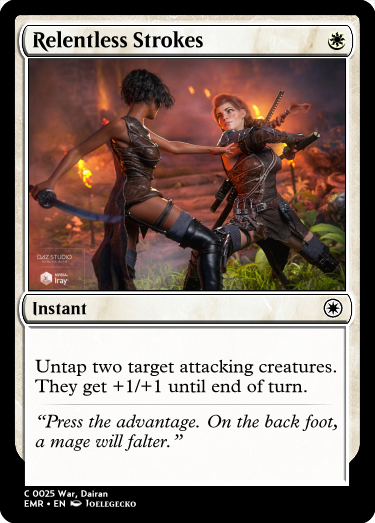 Relentless Strokes
DAZ STUDIO
NVIDIA.
Iray
Instant
Untap two target attacking creatures.
They get +1/+1 until end of turn.
“Press the advantage. On the back foot,
a mage will falter.”
C 0025 War, Dairan
EMR • EN JOELEGECKO